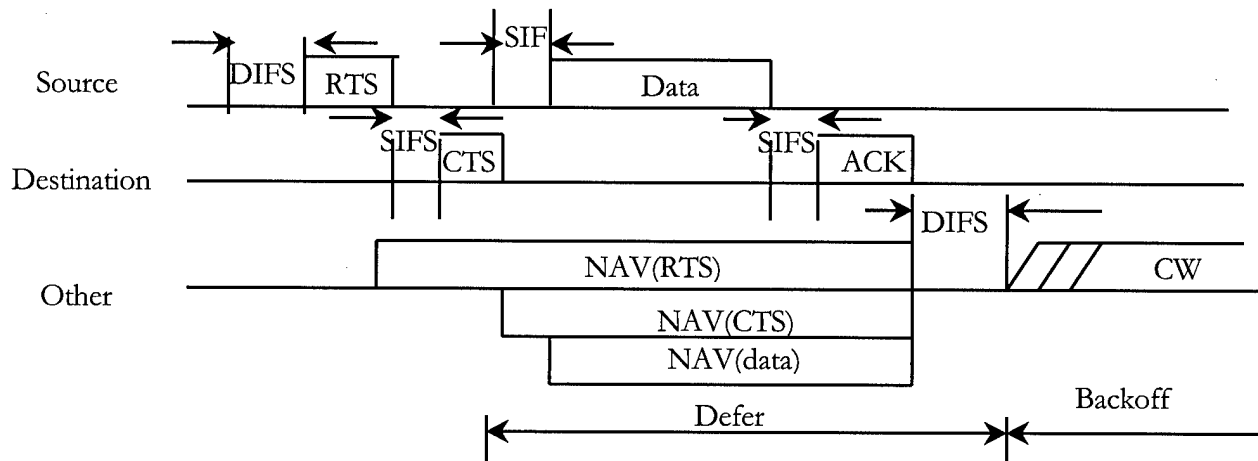 SIF
Source DIFS RTS Data
SIFS CTS SIFS ACK
Destination
DIFS
NAV(RTS) CW
Other
NAV(CTS)
NAV(data)
Backoff
Defer